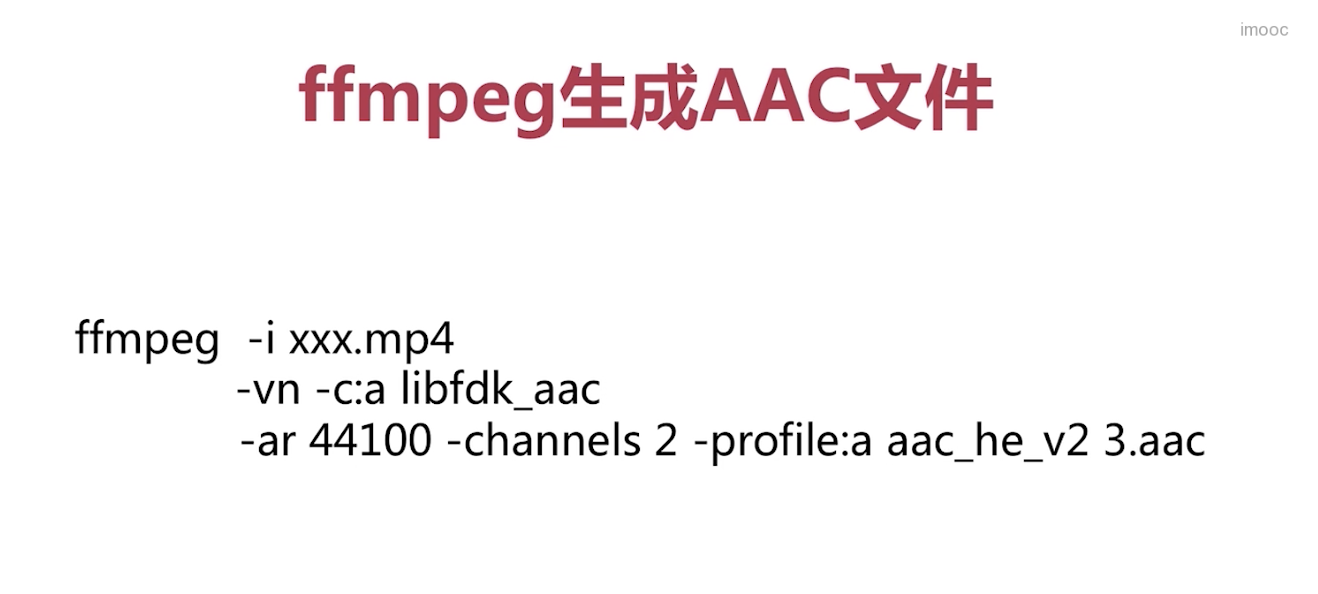 imooc
ffmpeg生成AAC文件
ffmpeg -i xxx.mp4
-vn -c:a libfdk_aac
-ar 44100 -channels 2 -profile:a aac_he_v2 3.aac